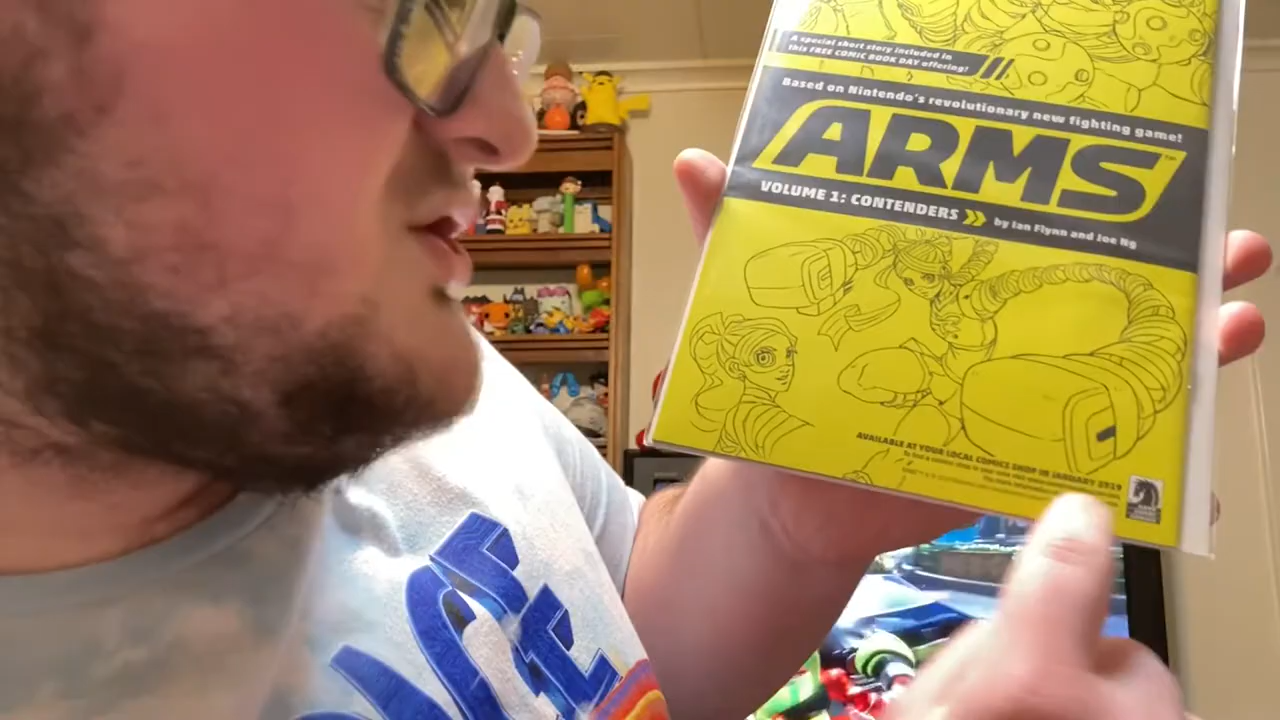 A special short story included in
this FREE COMIC BOOK DAY offering!
Based on Nintendo's revolutionary new fighting game!
ARMS™
VOLUME 1: CONTENDERS by Ian Flynn and Joe Ng
AVAILABLE AT YOUR LOCAL COMICS SHOP IN JANUARY 2019